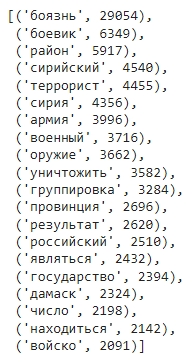 [('боязнь', 29054),
('боевик', 6349),
('район', 5917),
('сирийский', 4540),
('террорист', 4455),
('сирия', 4356),
('армия', 3996),
('военный', 3716),
('оружие', 3662),
('уничтожить', 3582),
('группировка', 3284),
('провинция', 2696),
('результат', 2620),
('российский', 2510),
('являться', 2432),
('государство', 2394),
('дамаск', 2324),
('число', 2198),
('находиться', 2142),
('войско', 2091)]